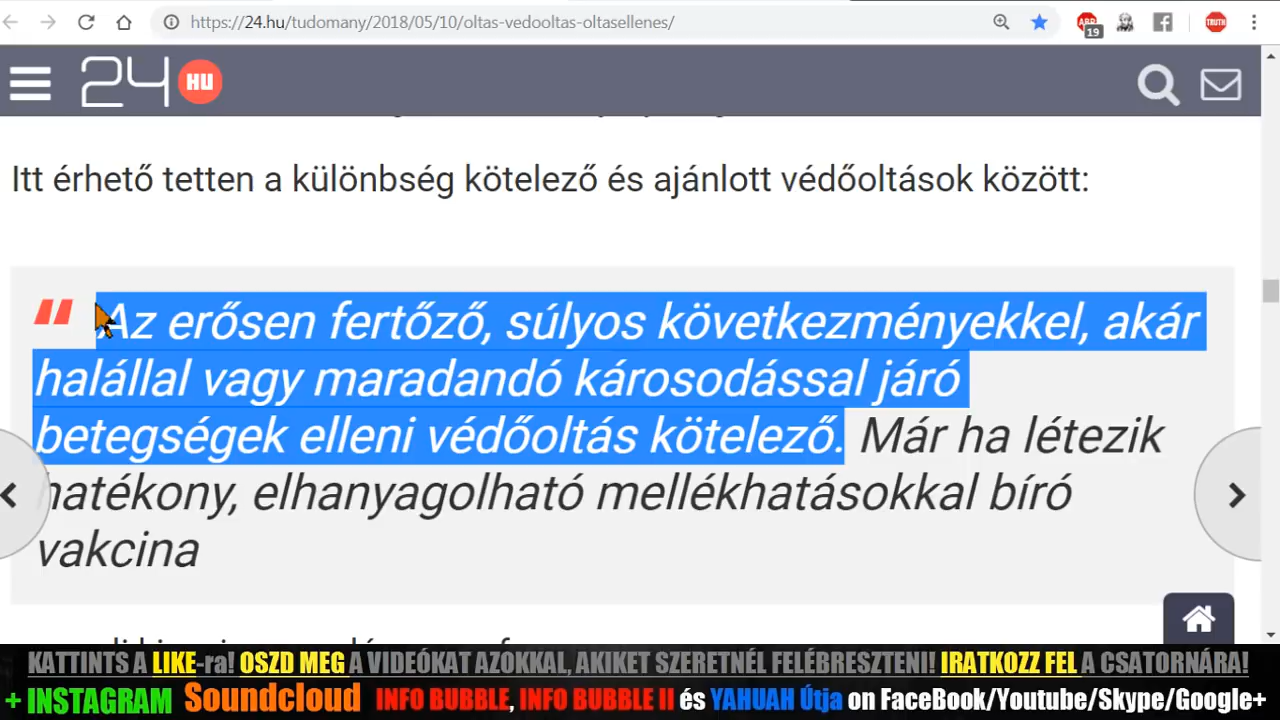 https://24.hu/tudomany/2018/05/10/oltas-vedooltas-oltasellenes/
19
TRUTH
24 HU
Itt érhető tetten a különbség kötelező és ajánlott védőoltások között:
“ Az erősen fertőző, súlyos következményekkel, akár
halállal vagy maradandó károsodással járó
betegségek elleni védőoltás kötelező. Már ha létezik
hatékony, elhanyagolható mellékhatásokkal bíró
vakcina
KATTINTS A LIKE-ra! OSZD MEG A VIDEÓKAT AZOKKAL, AKIKET SZERETNÉL FELÉBRESZTENI! IRATKOZZ FEL A CSATORNÁRA!
+ INSTAGRAM Soundcloud INFO BUBBLE, INFO BUBBLE II és YAHUAH Útja on FaceBook/Youtube/Skype/Google+